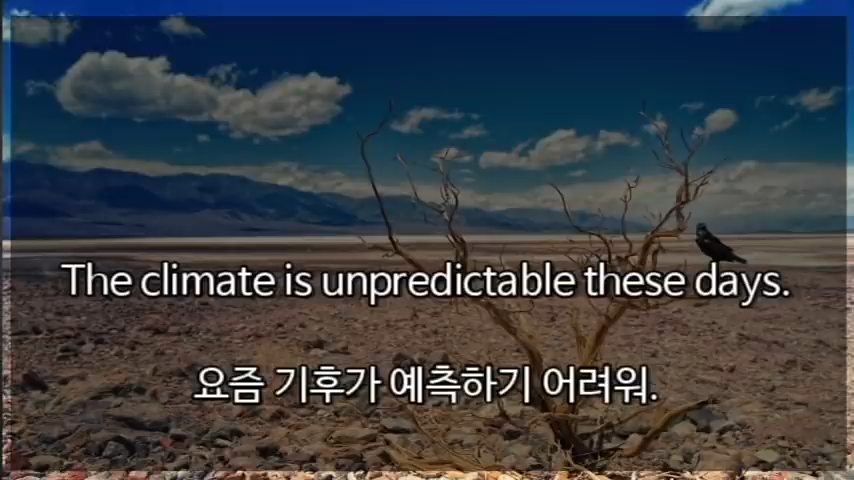 The climate is unpredictable these days.
요즘 기후가 예측하기 어려워.